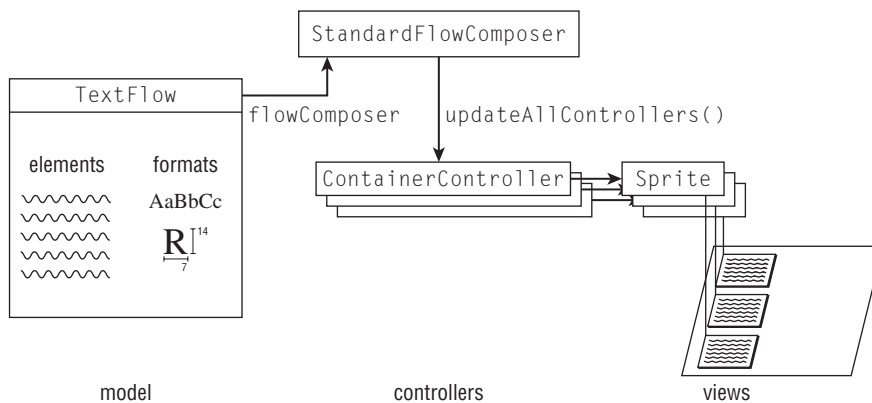 StandardFlowComposer
TextFlow
flowComposer
updateAllControllers()
elements
formats
AaBbCc
R
14
7
ContainerController
Sprite
model
controllers
views